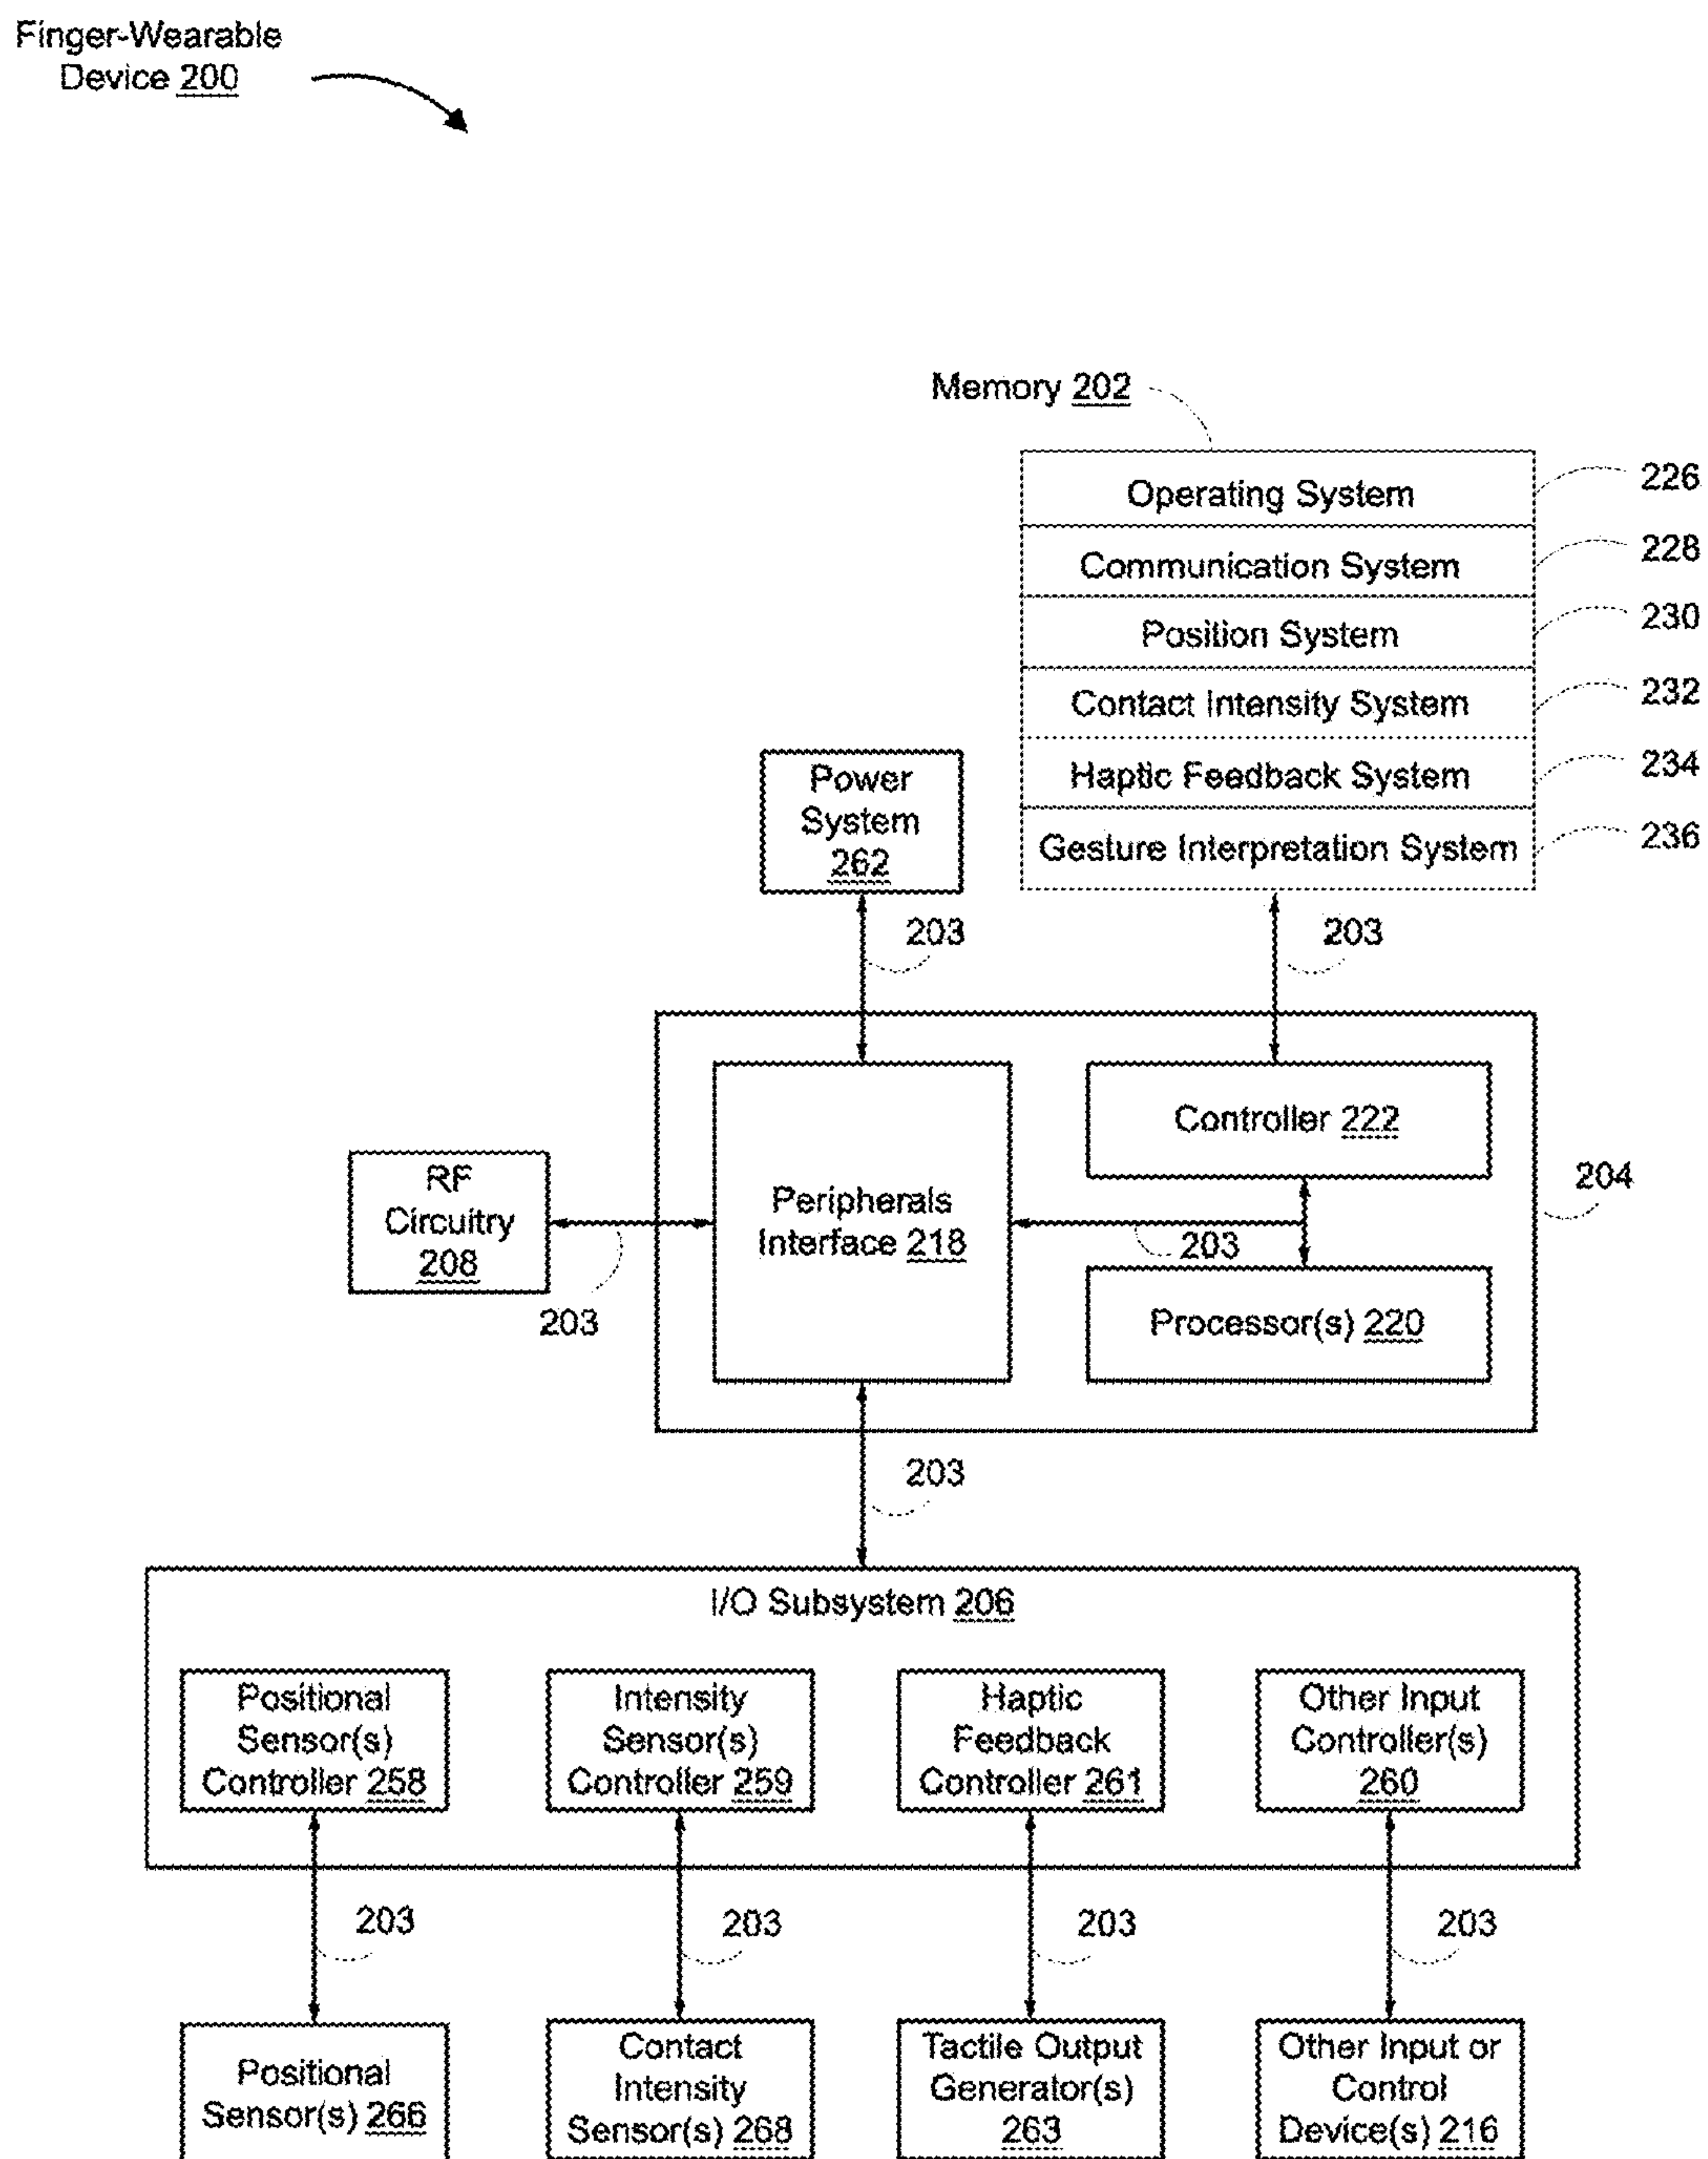 Finger-Wearable
Device 200
Memory 202
Operating System
226
Communication System
228
Position System
230
Contact Intensity System
232
Haptic Feedback System
234
Gesture Interpretation System
236
Power
System
262
203
203
Controller 222
204
RF
Circuitry
208
Peripherals
Interface 218
203
203
Processor(s) 220
203
I/O Subsystem 206
Positional
Sensor(s)
Controller 258
Intensity
Sensor(s)
Controller 259
Haptic
Feedback
Controller 261
Other Input
Controller(s)
260
203
203
203
203
Positional
Sensor(s) 266
Contact
Intensity
Sensor(s) 268
Tactile Output
Generator(s)
263
Other Input or
Control
Device(s) 216